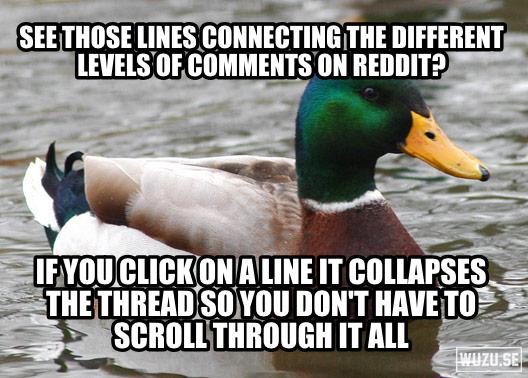 SEE THOSE LINES CONNECTING THE DIFFERENT
LEVELS OF COMMENTS ON REDDIT?
IF YOU CLICK ON A LINE IT COLLAPSES
THE THREAD SO YOU DON'T HAVE TO
SCROLL THROUGH IT ALL
WUZU.SE